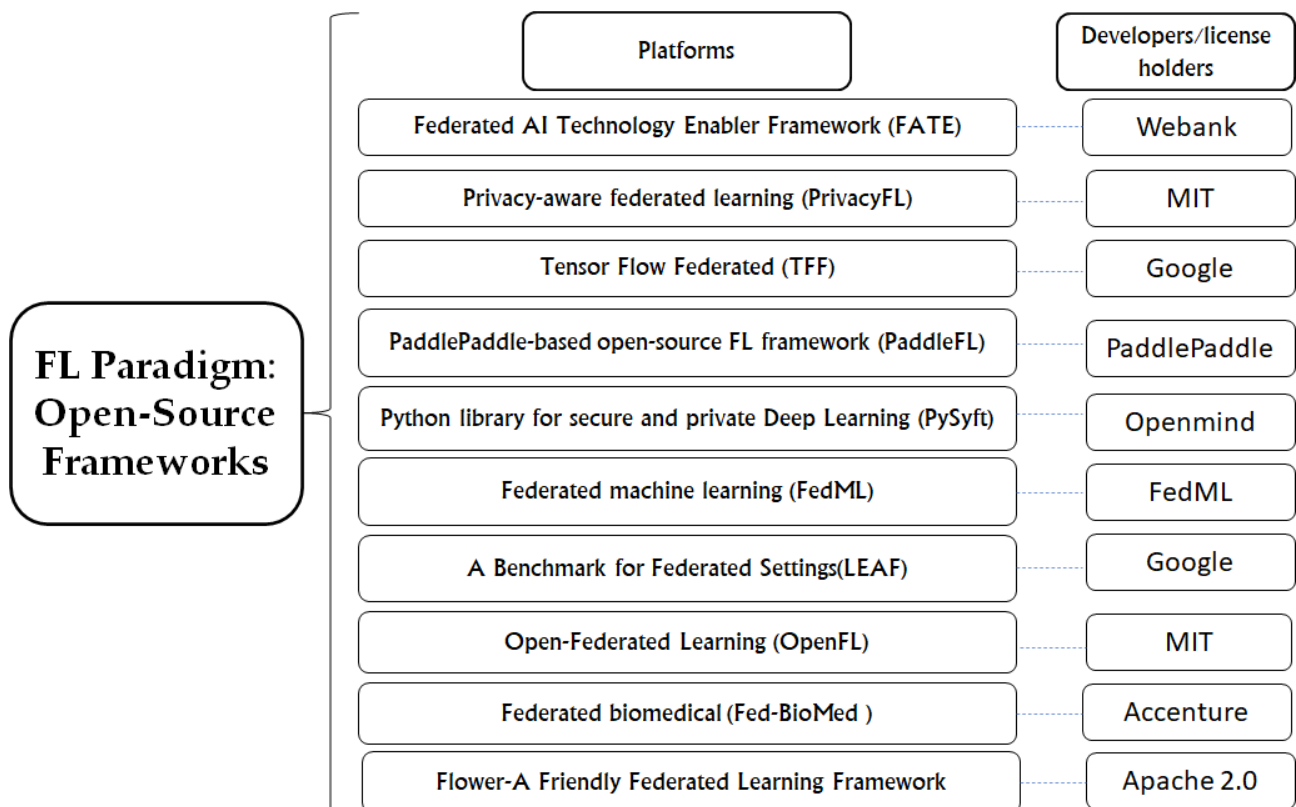 Platforms
Developers/license
holders
Federated AI Technology Enabler Framework (FATE)
Webank
Privacy-aware federated learning (PrivacyFL)
MIT
Tensor Flow Federated (TFF)
Google
FL Paradigm:
Open-Source
Frameworks
PaddlePaddle-based open-source FL framework (PaddleFL)
PaddlePaddle
Python library for secure and private Deep Learning (PySyft)
Openmind
Federated machine learning (FedML)
FedML
A Benchmark for Federated Settings(LEAF)
Google
Open-Federated Learning (OpenFL)
MIT
Federated biomedical (Fed-BioMed )
Accenture
Flower-A Friendly Federated Learning Framework
Apache 2.0